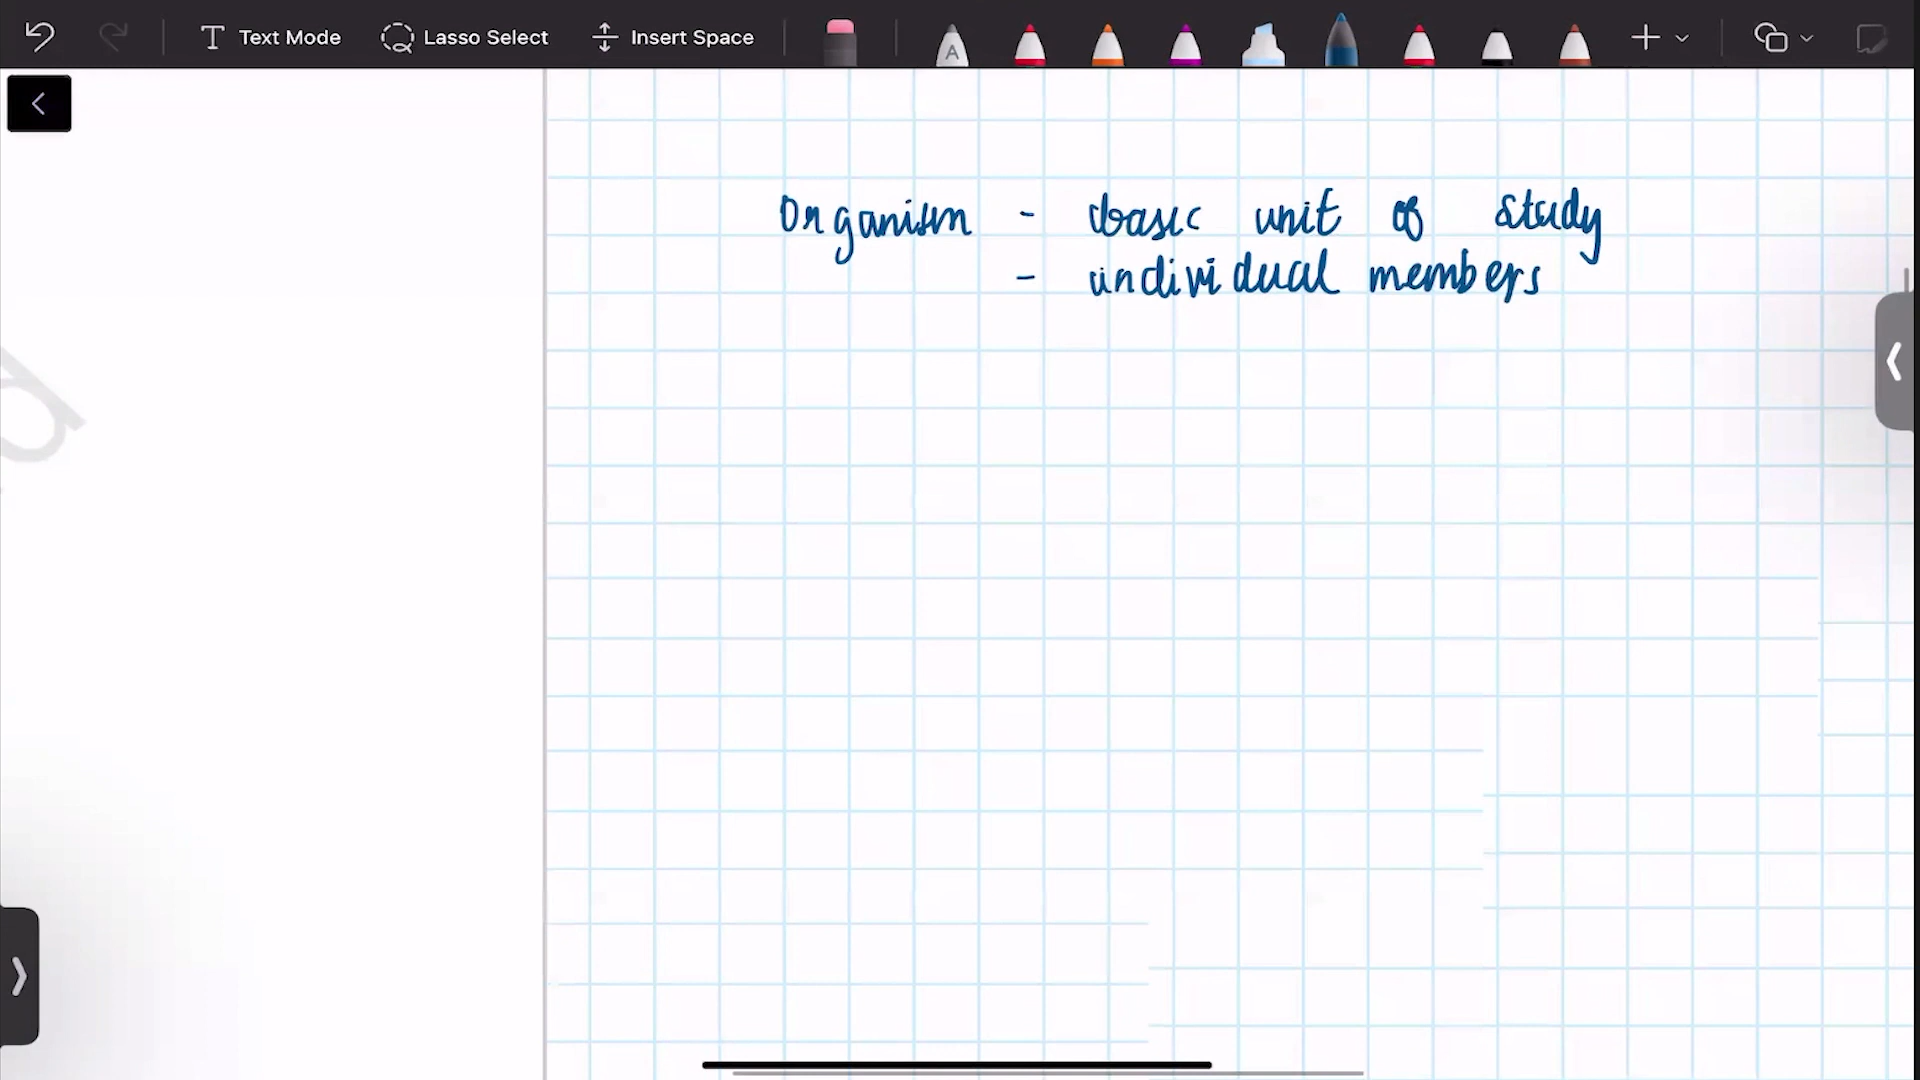 Text Mode Lasso Select Insert Space A
Organism - basic unit of study
- individual members